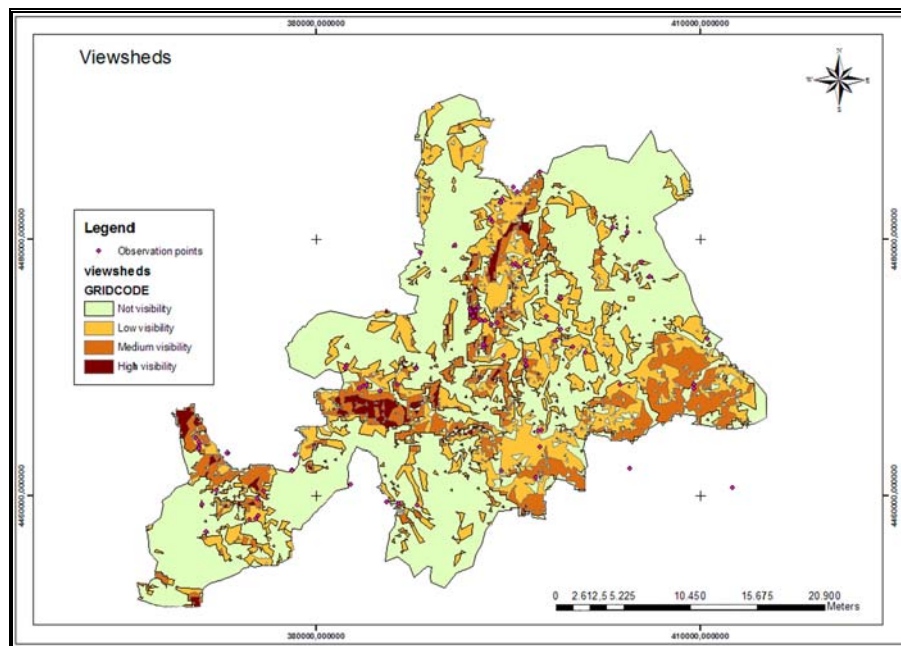 380000,000000
410000,000000
Viewsheds
N
W
E
S
4480000,000000
4480000,000000
Legend
Observation points
viewsheds
GRIDCODE
Not visibility
Low visibility
Medium visibility
High visibility
4460000,000000
4460000,000000
0 2.612,5 5.225 10.450 15.675 20.900
Meters
380000,000000
410000,000000